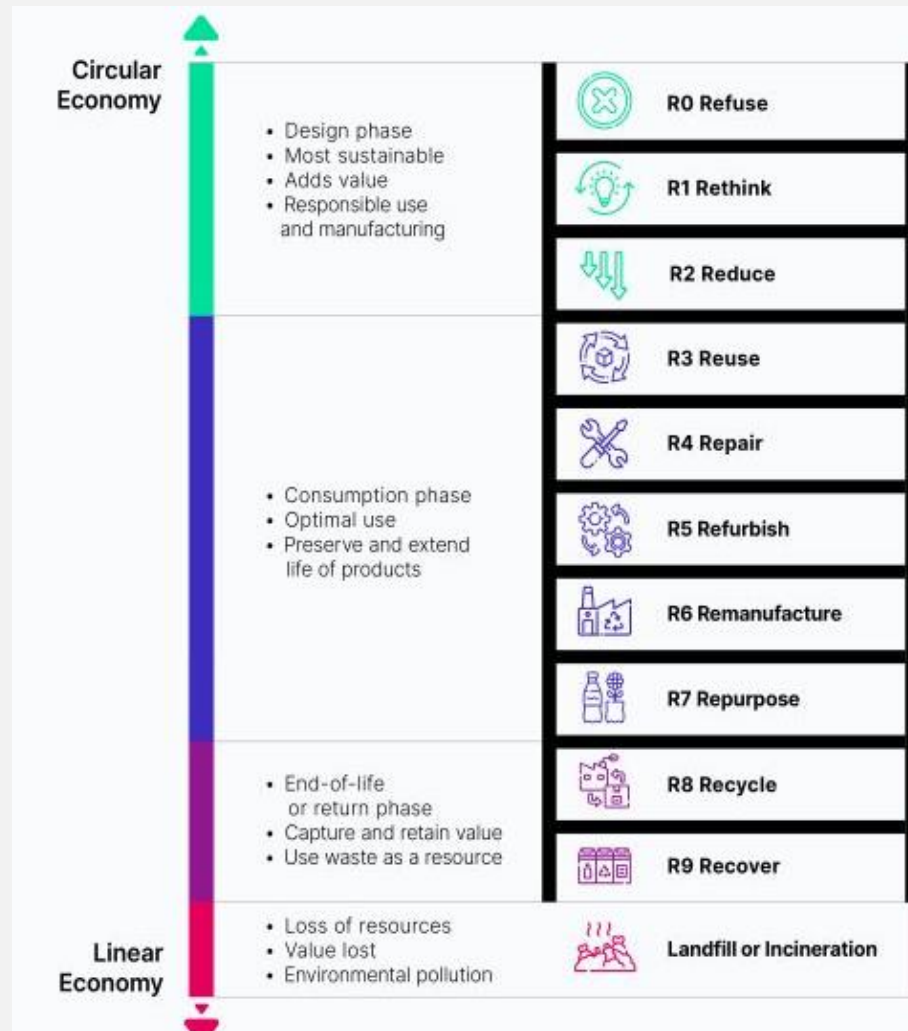 Circular
Economy
• Design phase
• Most sustainable
• Adds value
• Responsible use
and manufacturing
R0 Refuse
R1 Rethink
R2 Reduce
• Consumption phase
• Optimal use
• Preserve and extend
life of products
R3 Reuse
R4 Repair
R5 Refurbish
R6 Remanufacture
R7 Repurpose
• End-of-life
or return phase
• Capture and retain value
• Use waste as a resource
R8 Recycle
R9 Recover
Linear
Economy
• Loss of resources
• Value lost
• Environmental pollution
Landfill or Incineration